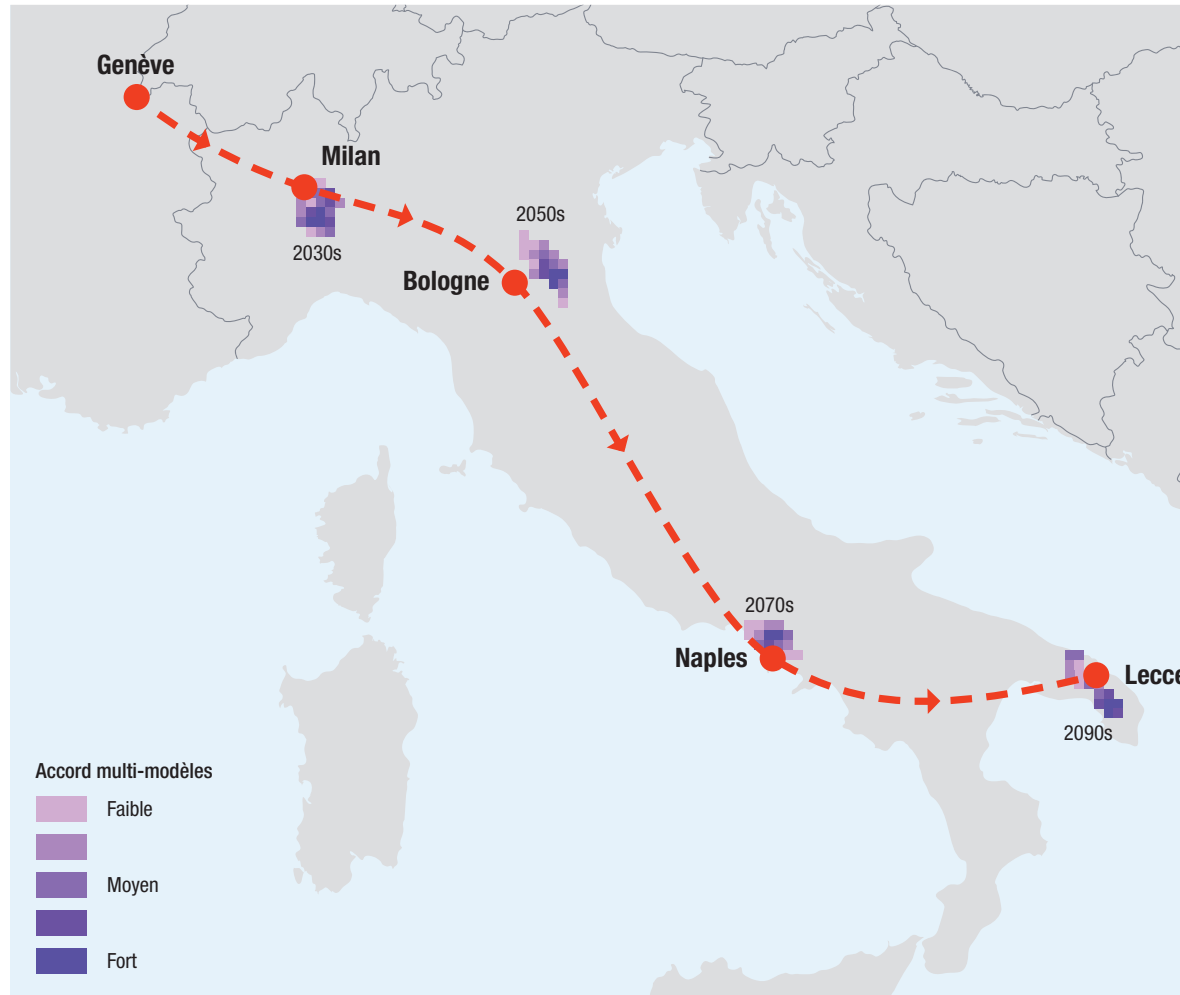 Genève
Milan
2030s
2050s
Bologne
2070s
Naples
Lecce
2090s
Accord multi-modèles
Faible
Moyen
Fort